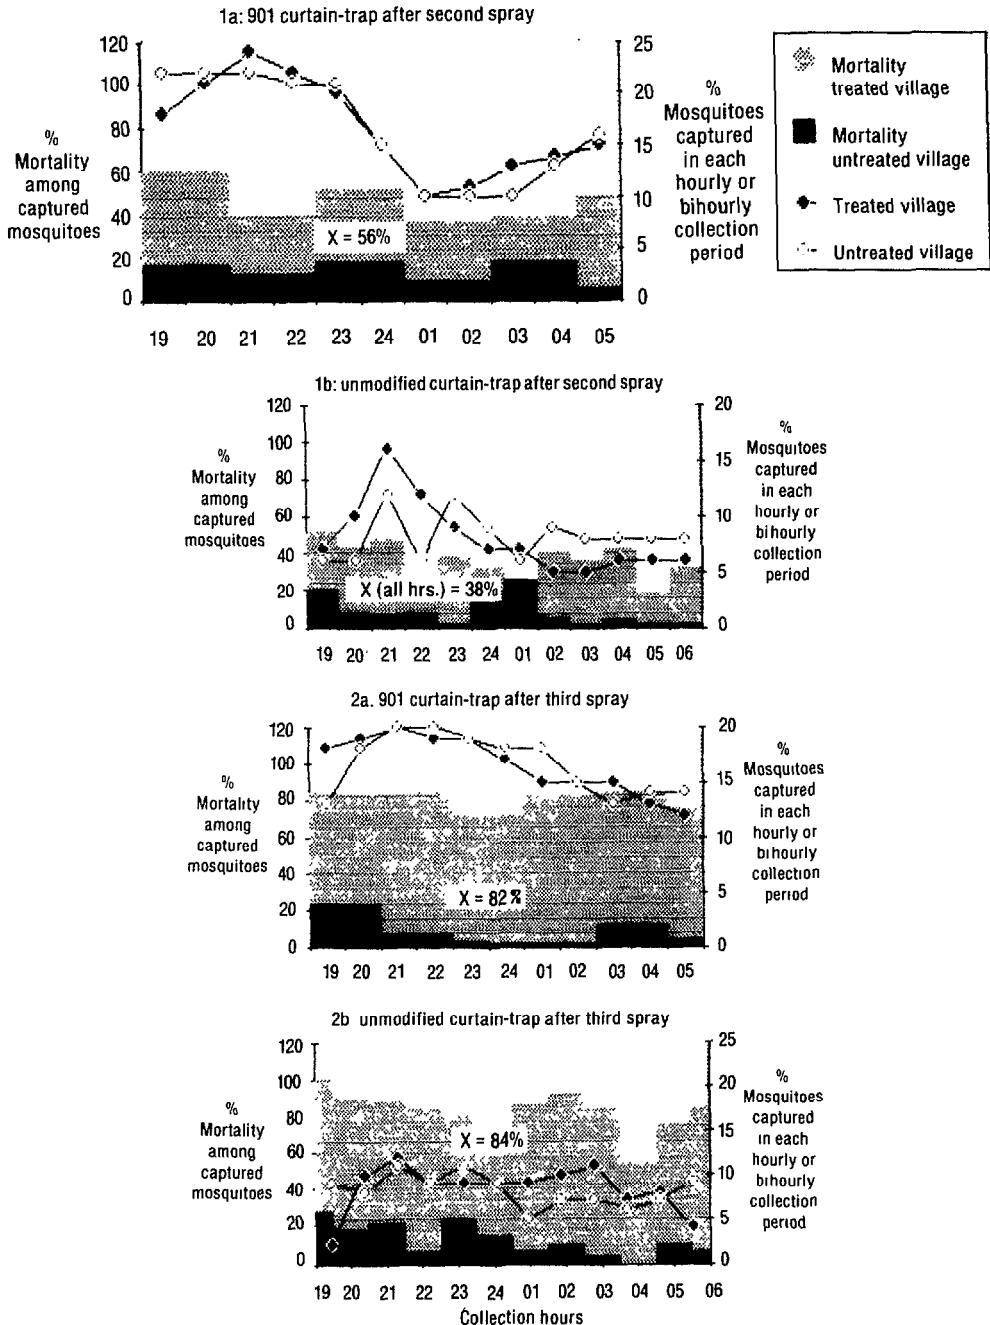 1a: 901 curtain-trap after second spray
120
100
80
60
40
20
0
%
Mortality
among
captured
mosquitoes
X = 56%
25
20
15
10
5
0
%
Mosquitoes
captured
in each
hourly or
bihourly
collection
period
19 20 21 22 23 24 01 02 03 04 05
Mortality
treated village
Mortality
untreated village
Treated village
Untreated village
1b: unmodified curtain-trap after second spray
120
100
80
60
40
20
0
%
Mortality
among
captured
mosquitoes
X (all hrs.) = 38%
20
15
10
5
0
%
Mosquitoes
captured
in each
hourly or
bihourly
collection
period
19 20 21 22 23 24 01 02 03 04 05 06
2a. 901 curtain-trap after third spray
120
100
80
60
40
20
0
%
Mortality
among
captured
mosquitoes
X = 82%
20
15
10
5
0
%
Mosquitoes
captured
in each
hourly or
bihourly
collection
period
19 20 21 22 23 24 01 02 03 04 05
2b unmodified curtain-trap after third spray
120
100
80
60
40
20
0
%
Mortality
among
captured
mosquitoes
X = 84%
25
20
15
10
5
0
%
Mosquitoes
captured
in each
hourly or
bihourly
collection
period
19 20 21 22 23 24 01 02 03 04 05 06
Collection hours